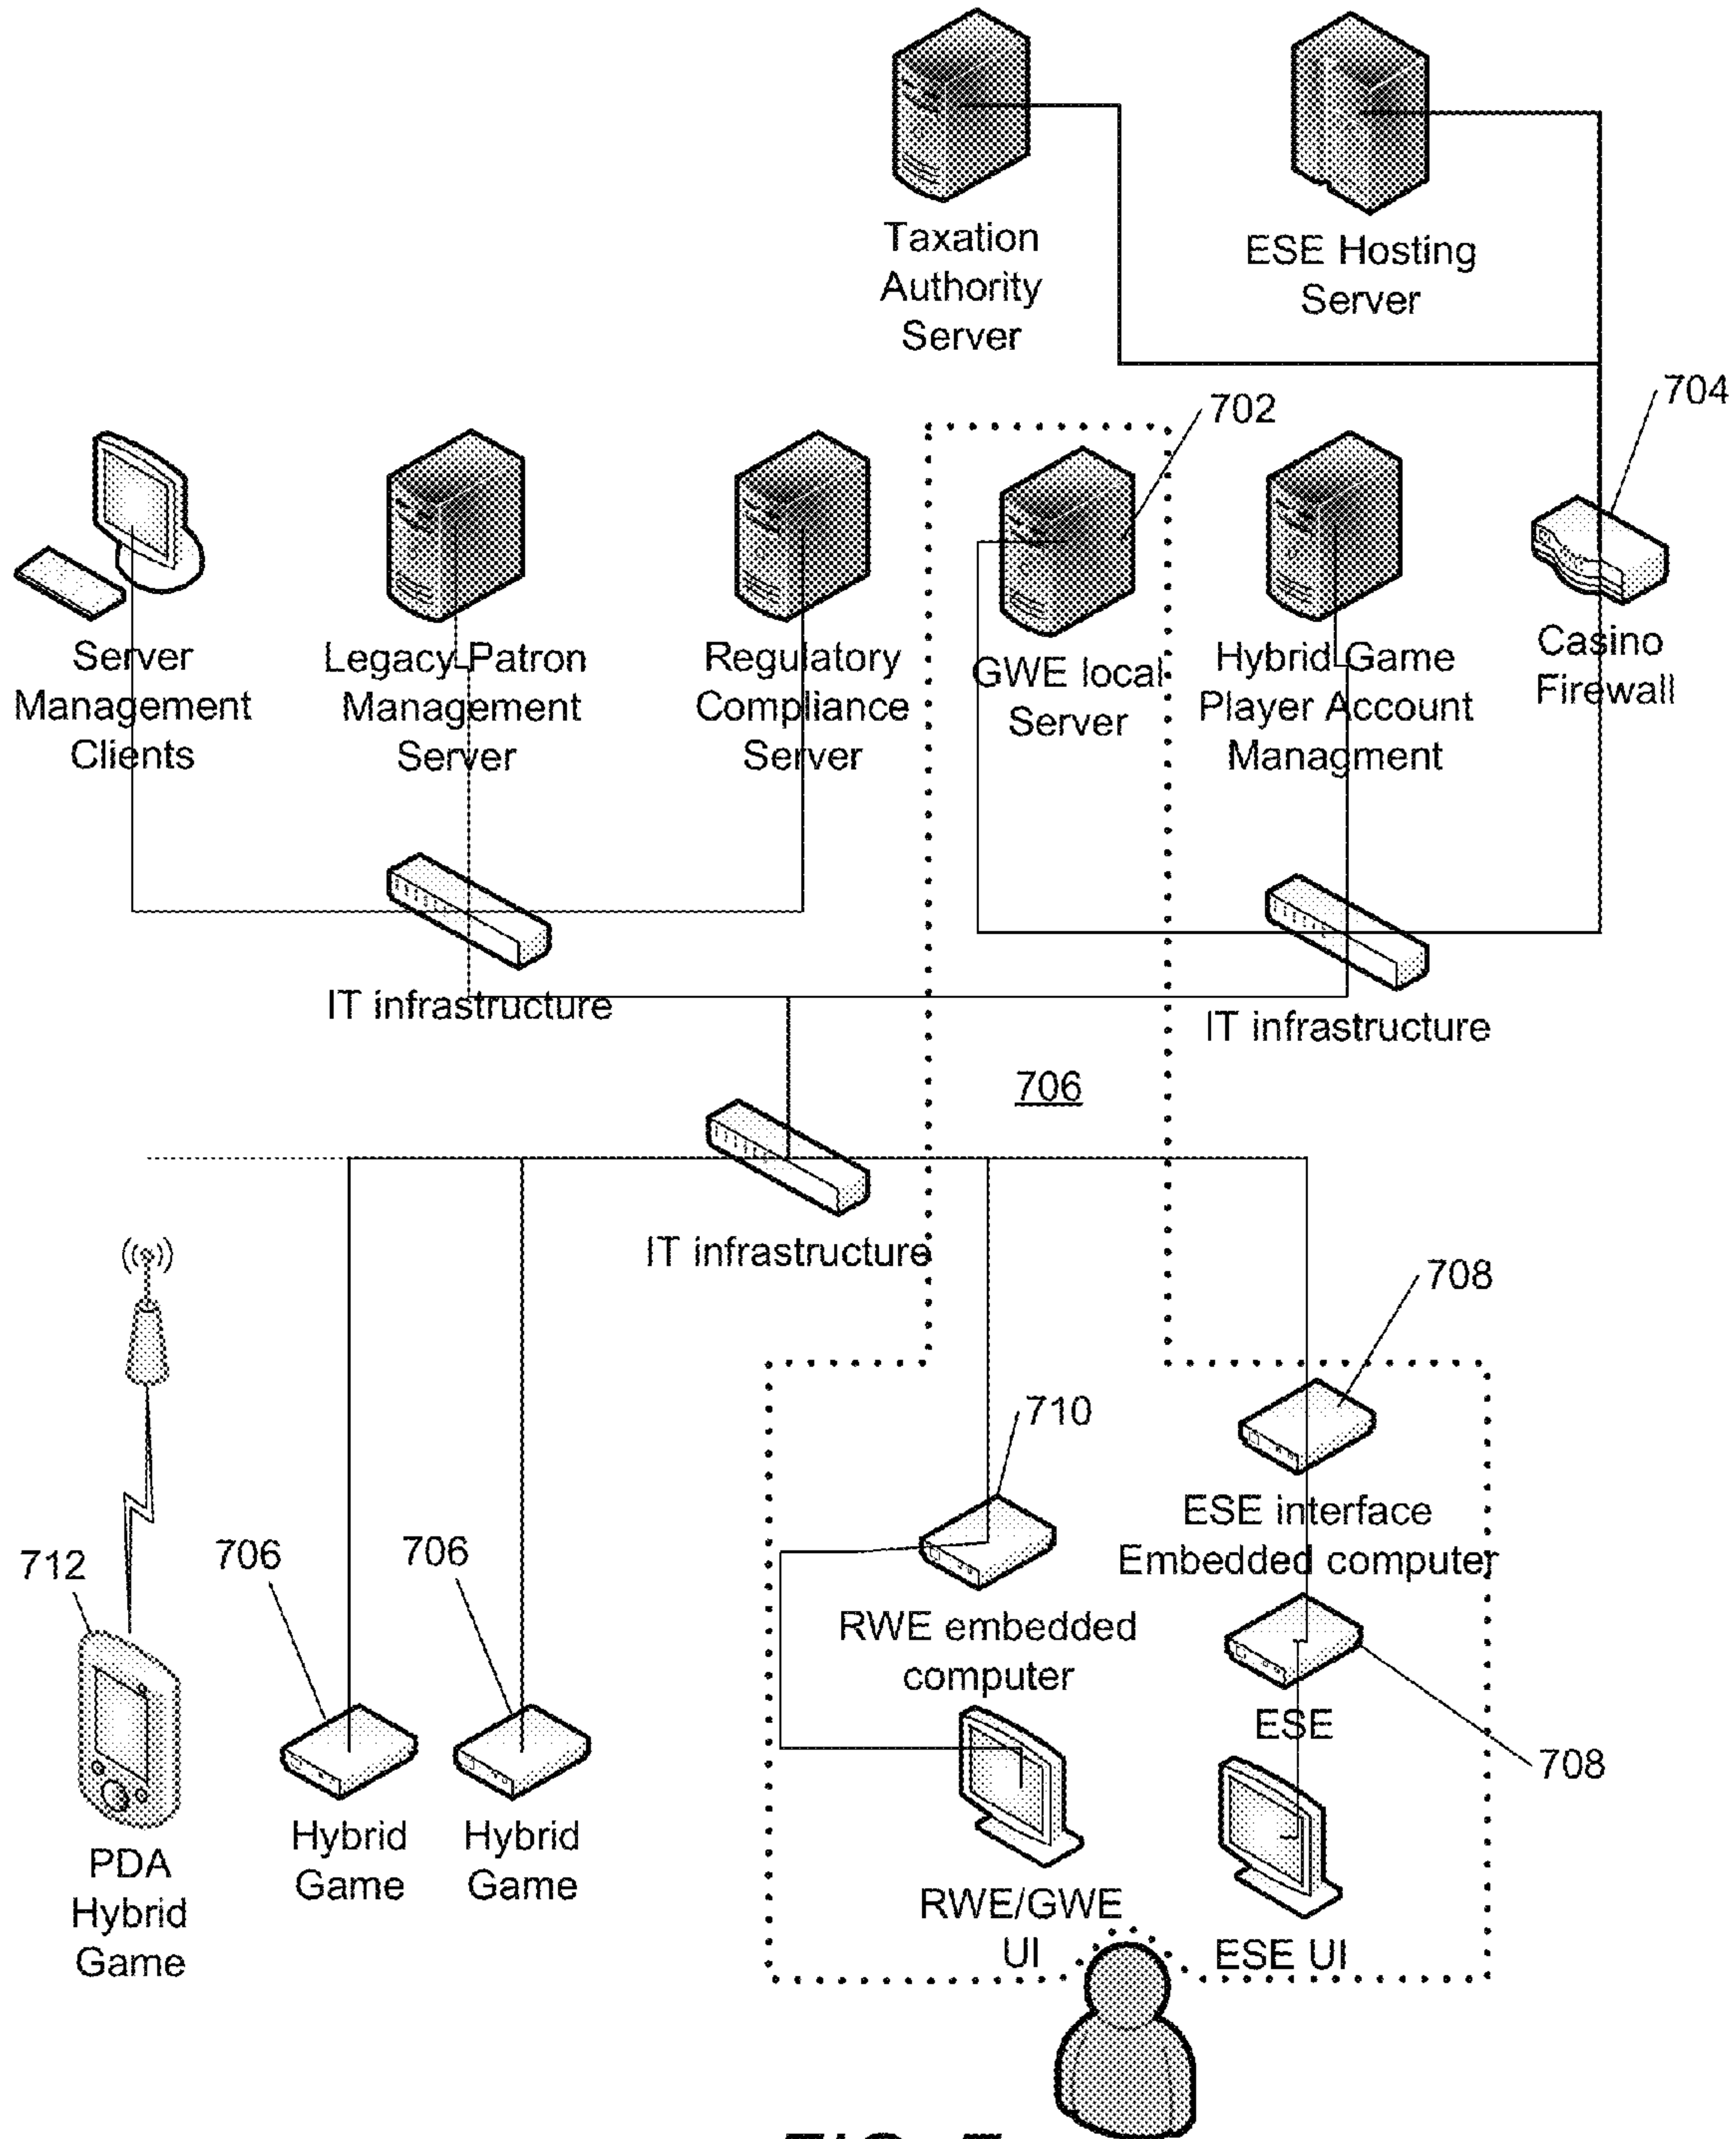 Taxation
Authority
Server
ESE Hosting
Server
704
702
Server
Management
Clients
Legacy Patron
Management
Server
Regulatory
Compliance
Server
GWE local
Server
Hybrid Game
Player Account
Managment
Casino
Firewall
IT infrastructure
IT infrastructure
706
IT infrastructure
708
710
ESE interface
Embedded computer
712
706
706
RWE embedded
computer
ESE
708
PDA
Hybrid
Game
Hybrid
Game
Hybrid
Game
RWE/GWE
UI
ESE UI